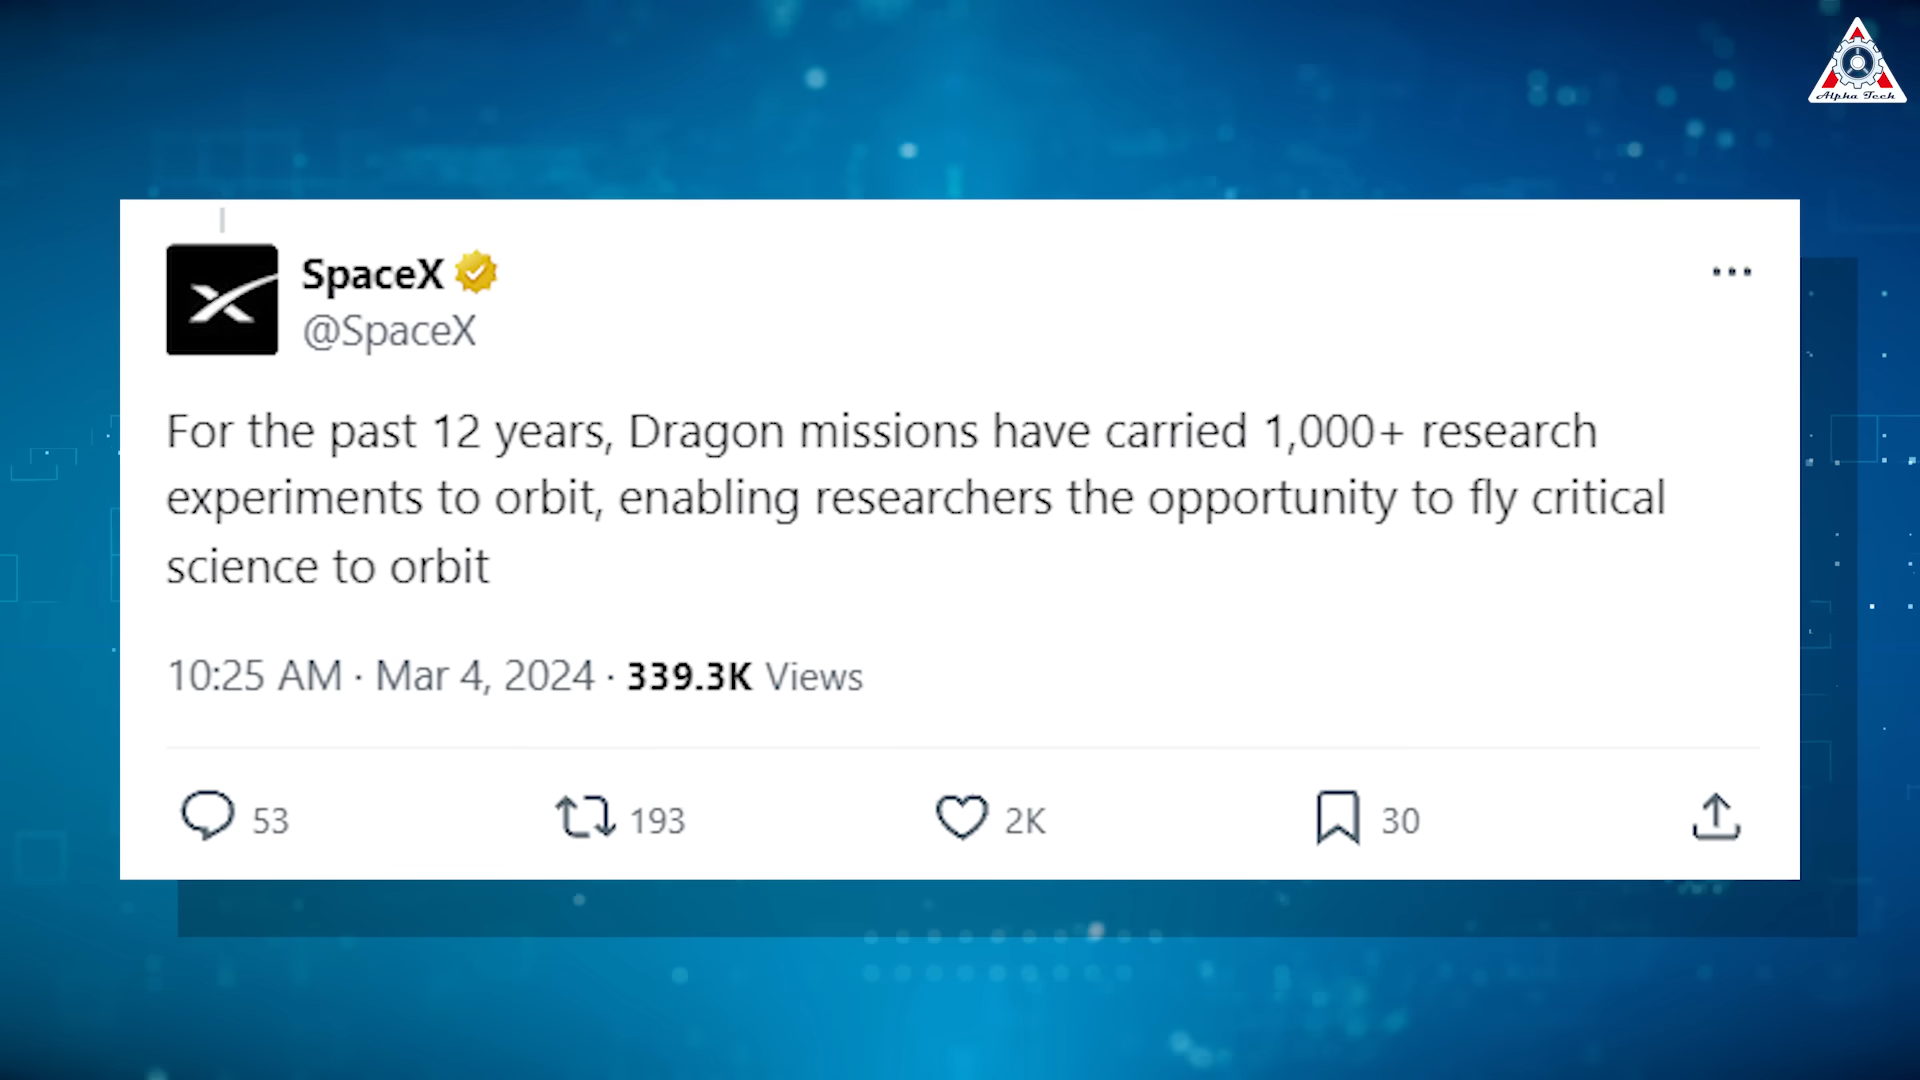 Alpha Tech
SpaceX
@SpaceX
For the past 12 years, Dragon missions have carried 1,000+ research
experiments to orbit, enabling researchers the opportunity to fly critical
science to orbit
10:25 AM · Mar 4, 2024 · 339.3K Views
53 193 2K 30